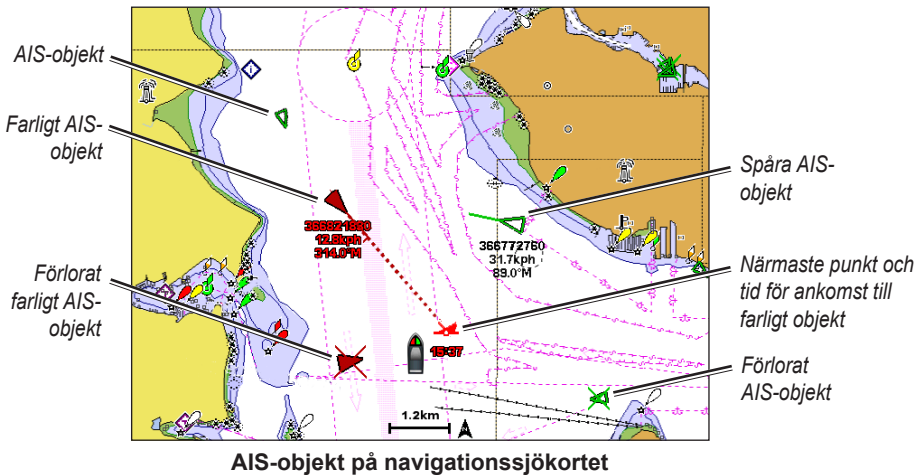 AIS-objekt
Farligt AIS-
objekt
Förlorat
farligt AIS-
objekt
366821880
12.8kph
314.0°M
366772760
31.7kph
89.0°M
15:37
1.2km
Spåra AIS-
objekt
Närmaste punkt och
tid för ankomst till
farligt objekt
Förlorat
AIS-objekt
AIS-objekt på navigationssjökortet